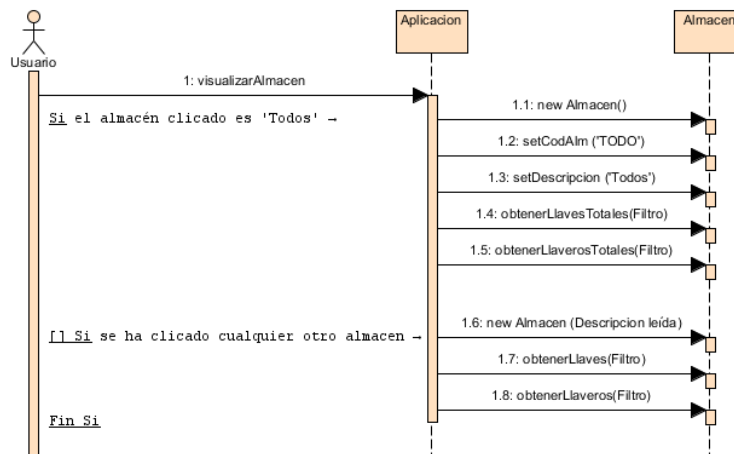 Aplicacion
Almacen
Usuario
1: visualizarAlmacen
Si el almacén clicado es 'Todos' →
1.1: new Almacen()
1.2: setCodAlm ("TODO")
1.3: setDescripcion ("Todos")
1.4: obtenerLlavesTotales(Filtro)
1.5: obtenerLlaverosTotales(Filtro)
[] Si se ha clicado cualquier otro almacen →
1.6: new Almacen (Descripcion leída)
1.7: obtenerLlaves(Filtro)
1.8: obtenerLlaveros(Filtro)
Fin Si